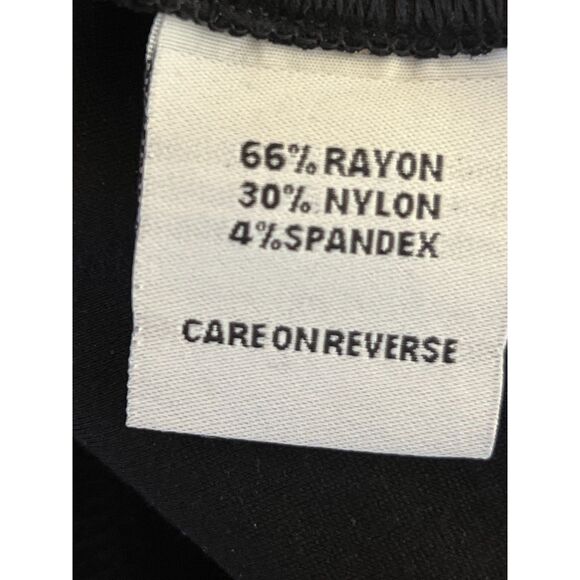 66% RAYON
30% NYLON
4% SPANDEX
CARE ON REVERSE